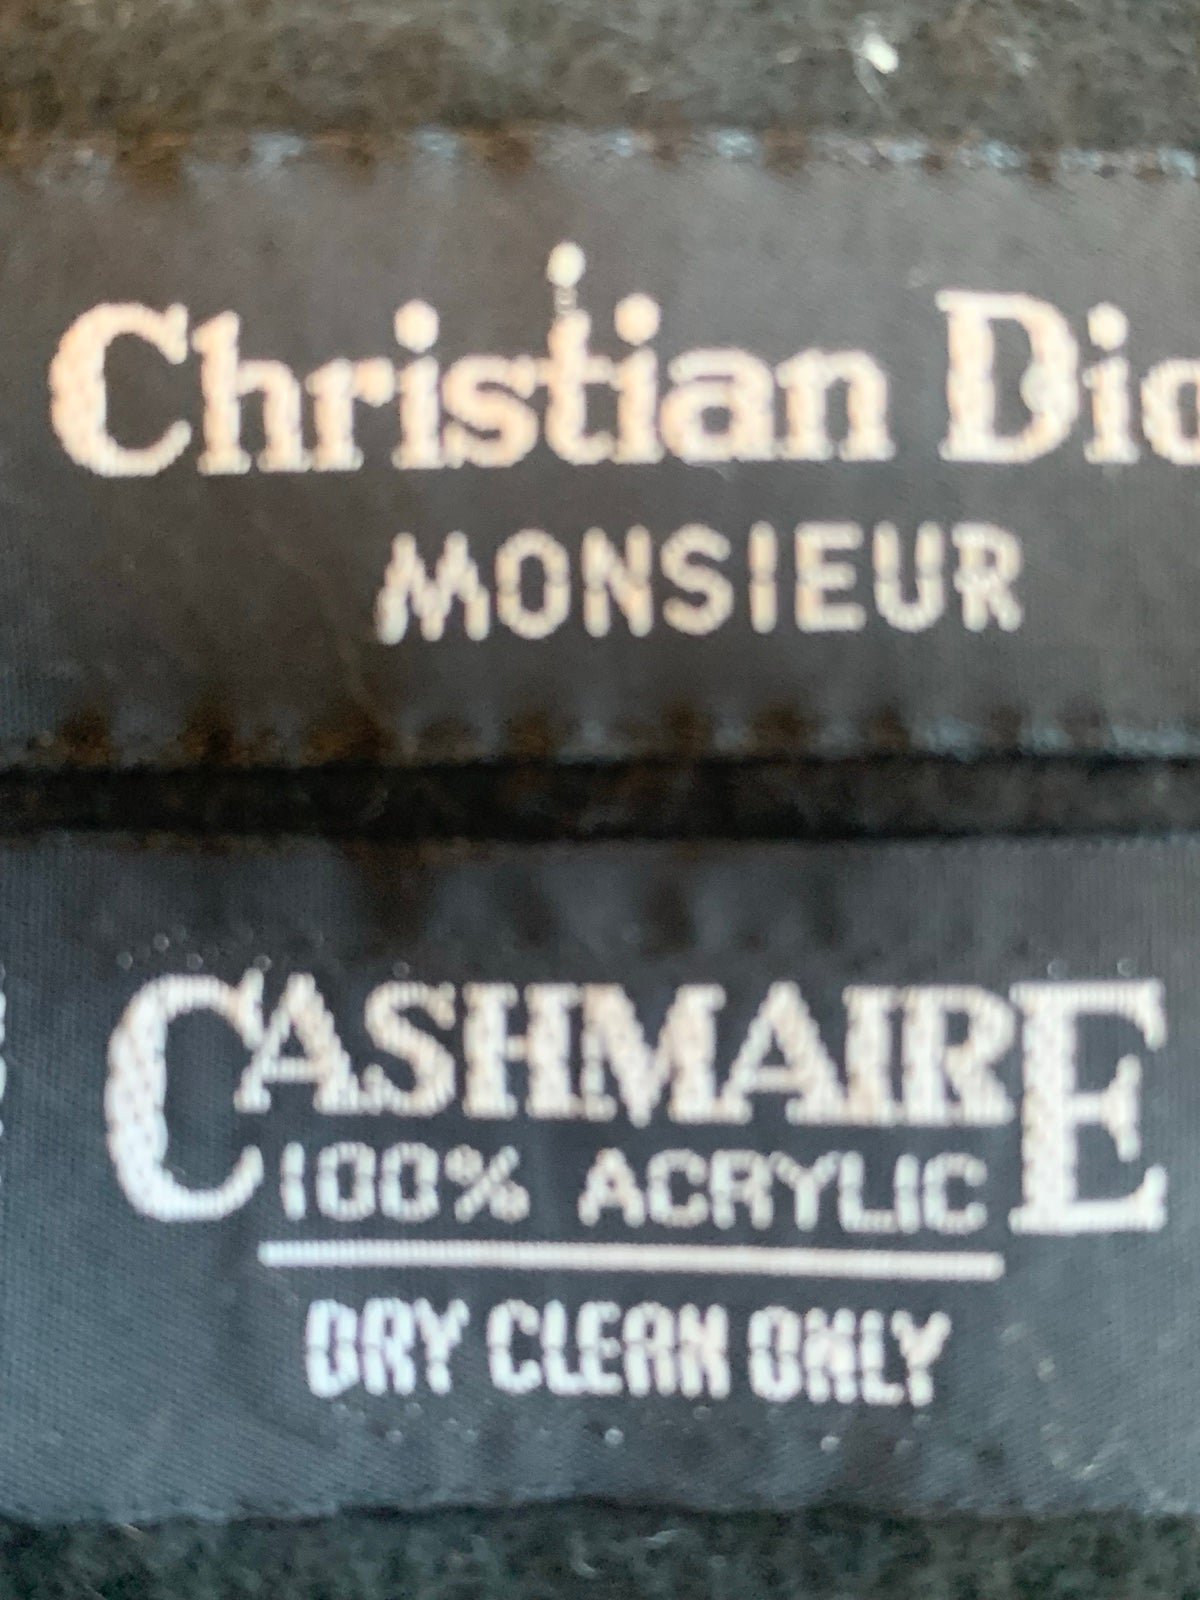 Christian Dio
MONSIEUR
CASHMAIRE
100% ACRYLIC
DRY CLEAN ONLY